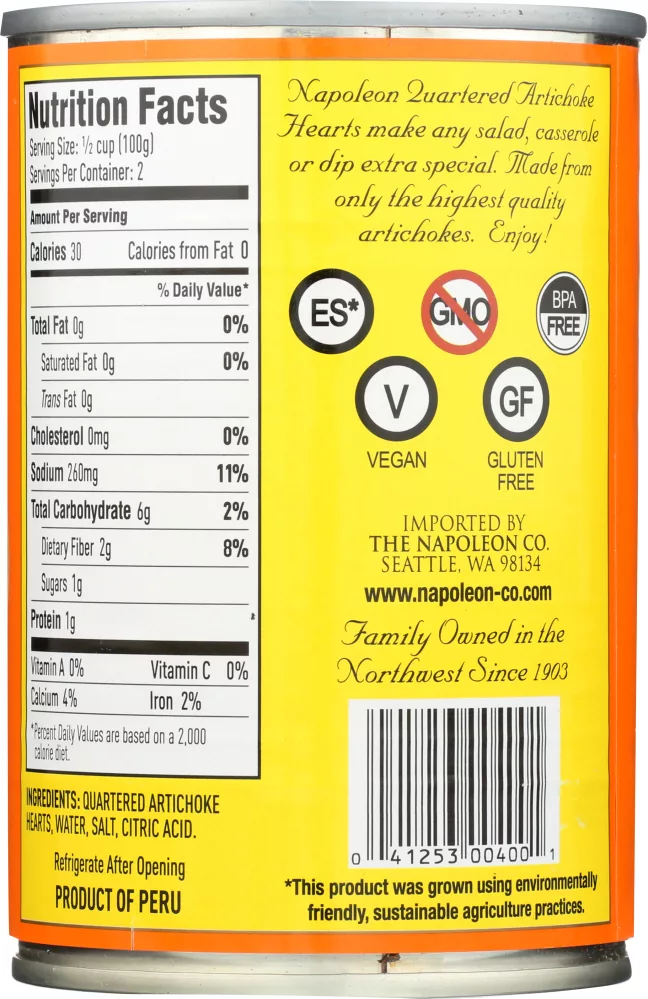 Nutrition Facts
Serving Size: ½ cup (100g)
Servings Per Container: 2
Amount Per Serving
Calories 30 Calories from Fat 0
% Daily Value*
Total Fat 0g 0%
Saturated Fat 0g 0%
Trans Fat 0g
Cholesterol 0mg 0%
Sodium 260mg 11%
Total Carbohydrate 6g 2%
Dietary Fiber 2g 8%
Sugars 1g
Protein 1g *
Vitamin A 0% Vitamin C 0%
Calcium 4% Iron 2%
*Percent Daily Values are based on a 2,000
calorie diet.
INGREDIENTS: QUARTERED ARTICHOKE
HEARTS, WATER, SALT, CITRIC ACID.
Refrigerate After Opening
PRODUCT OF PERU
Napoleon Quartered Artichoke
Hearts make any salad, casserole
or dip extra special. Made from
only the highest quality
artichokes. Enjoy!
ES*
GMO
BPA
FREE
V
VEGAN
GF
GLUTEN
FREE
IMPORTED BY
THE NAPOLEON CO.
SEATTLE, WA 98134
www.napoleon-co.com
Family Owned in the
Northwest Since 1903
0 41253 00400 1
*This product was grown using environmentally
friendly, sustainable agriculture practices.